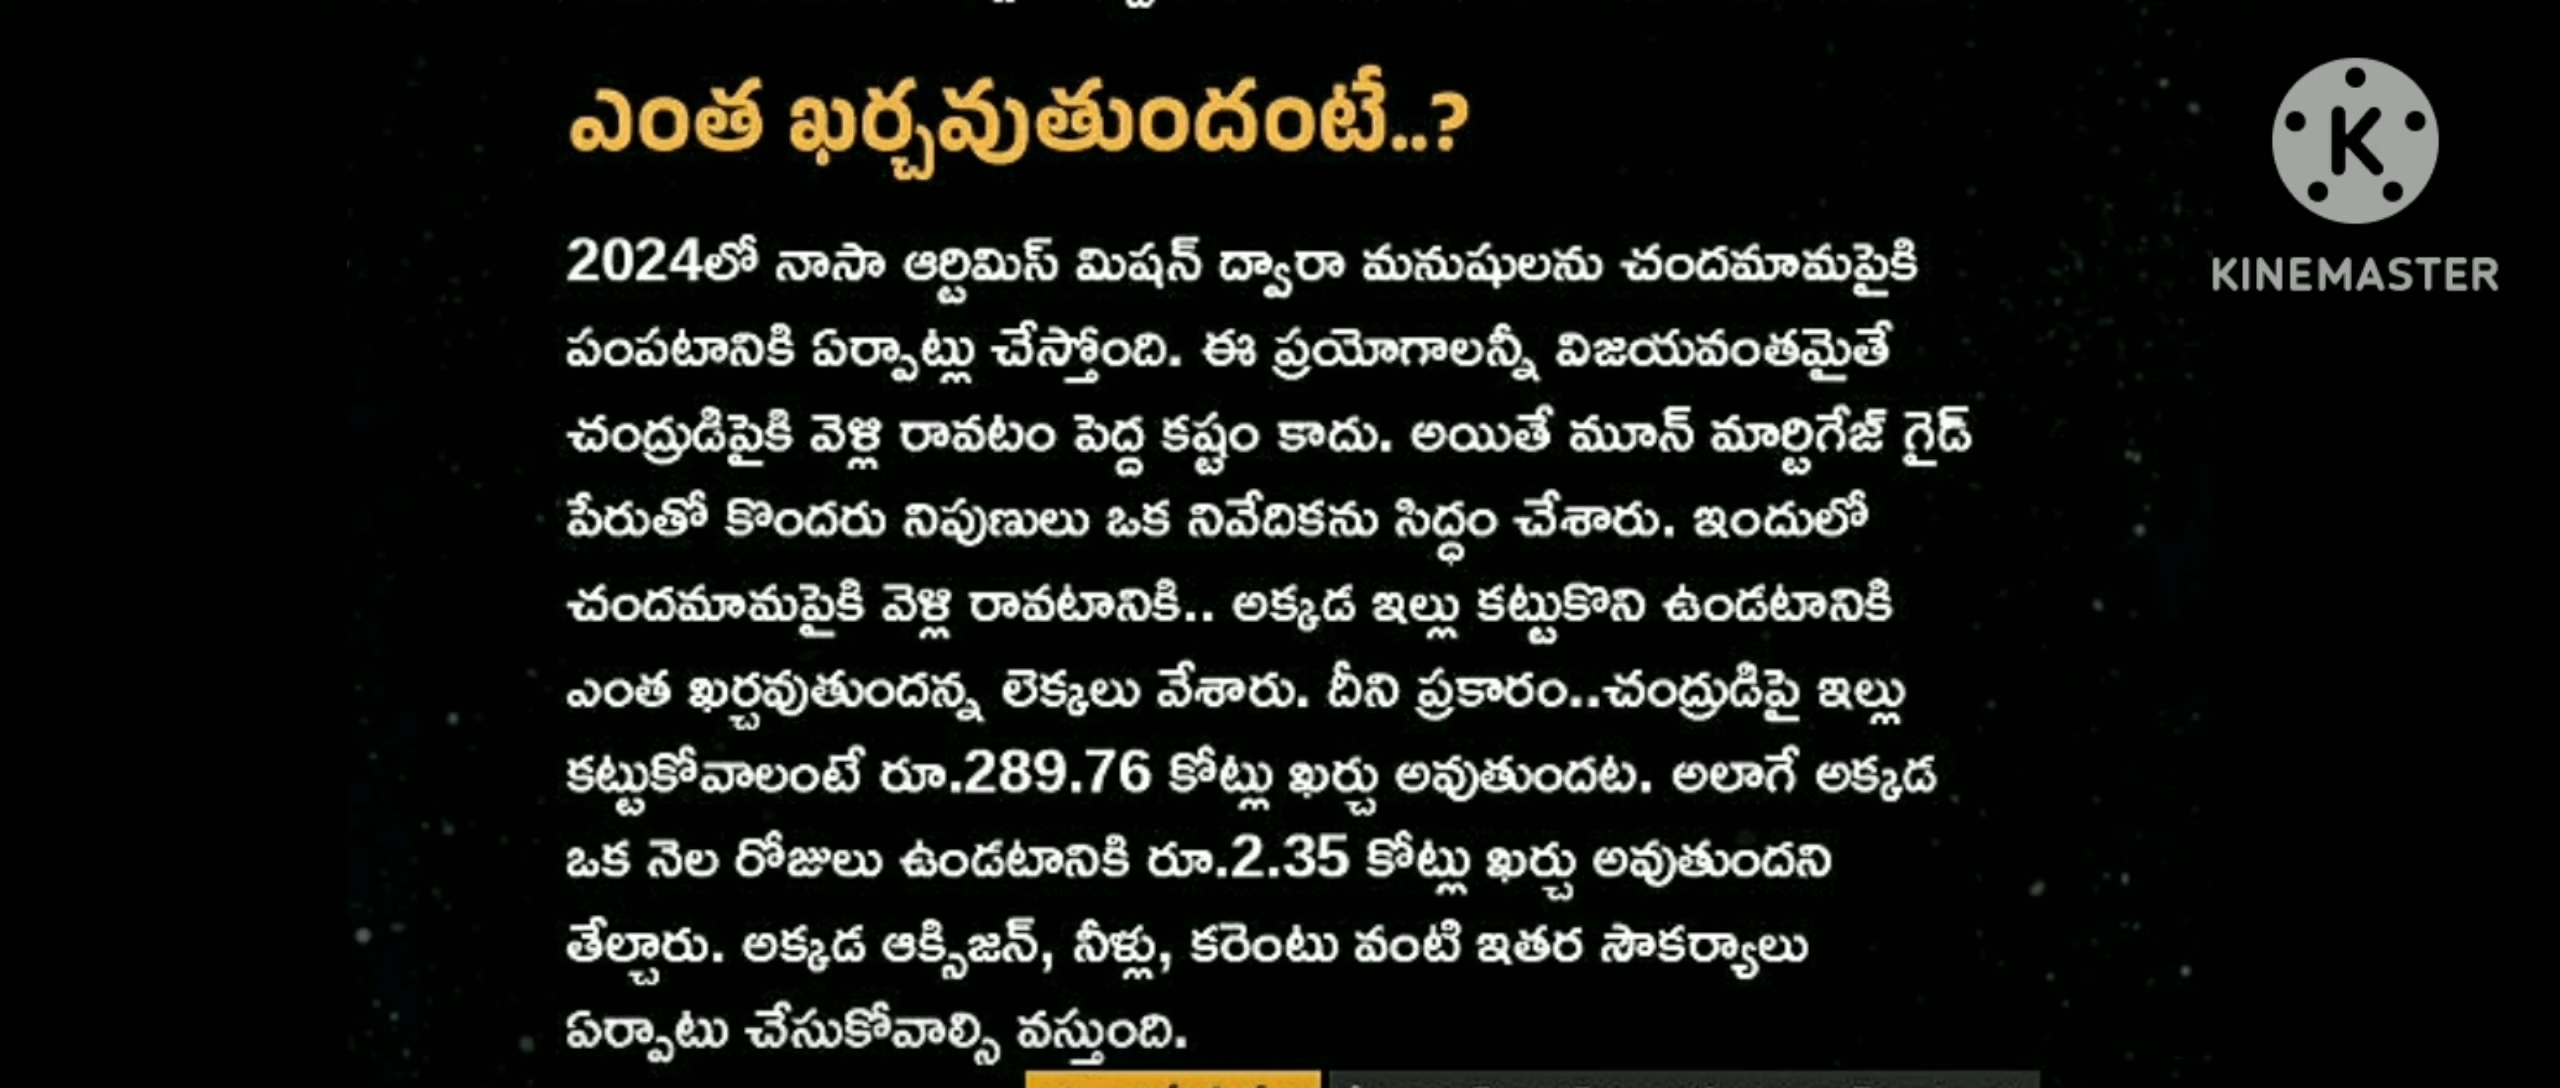 ఎంత ఖర్చవుతుందంటే..?
KINEMASTER
2024లో నాసా ఆర్టిమిస్ మిషన్ ద్వారా మనుషులను చందమామపైకి
పంపటానికి ఏర్పాట్లు చేస్తోంది. ఈ ప్రయోగాలన్నీ విజయవంతమైతే
చంద్రుడిపైకి వెళ్లి రావటం పెద్ద కష్టం కాదు. అయితే మూన్ మార్టిగేజ్ గైడ్
పేరుతో కొందరు నిపుణులు ఒక నివేదికను సిద్ధం చేశారు. ఇందులో
చందమామపైకి వెళ్లి రావటానికి.. అక్కడ ఇల్లు కట్టుకొని ఉండటానికి
ఎంత ఖర్చవుతుందన్న లెక్కలు వేశారు. దీని ప్రకారం..చంద్రుడిపై ఇల్లు
కట్టుకోవాలంటే రూ.289.76 కోట్లు ఖర్చు అవుతుందట. అలాగే అక్కడ
ఒక నెల రోజులు ఉండటానికి రూ.2.35 కోట్లు ఖర్చు అవుతుందని
తేల్చారు. అక్కడ ఆక్సిజన్, నీళ్లు, కరెంటు వంటి ఇతర సౌకర్యాలు
ఏర్పాటు చేసుకోవాల్సి వస్తుంది.